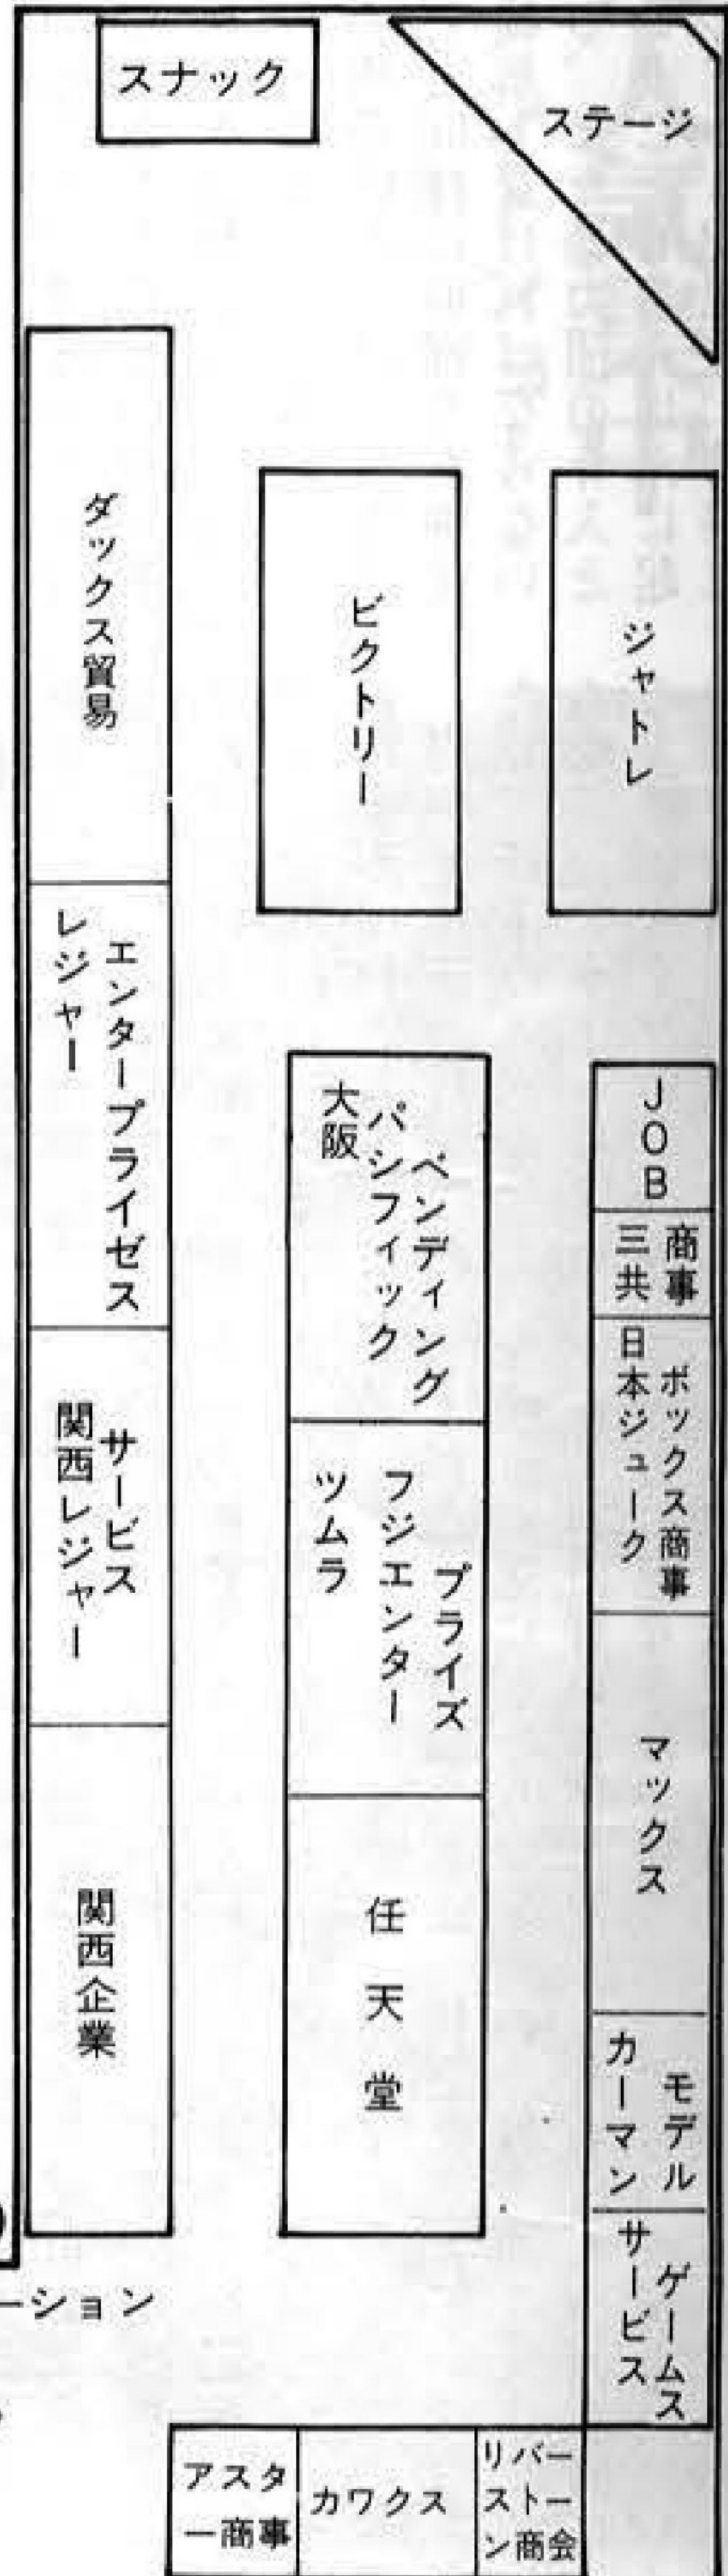 スナック
ステージ
ダックス貿易
ビクトリー
ジャトレ
レジャー
エンタープライゼス
大阪
パシフィック
ベンディング
JOB
三共
商事
関西レジャー
サービス
ツムラ
フジエンター
プライズ
日本ジューク
ボックス商事
マックス
関西企業
任天堂
カーマン
モデル
サービス
ゲームス
ーション
アスタ
ー商事
カワクス
リバー
ストー
ン商会